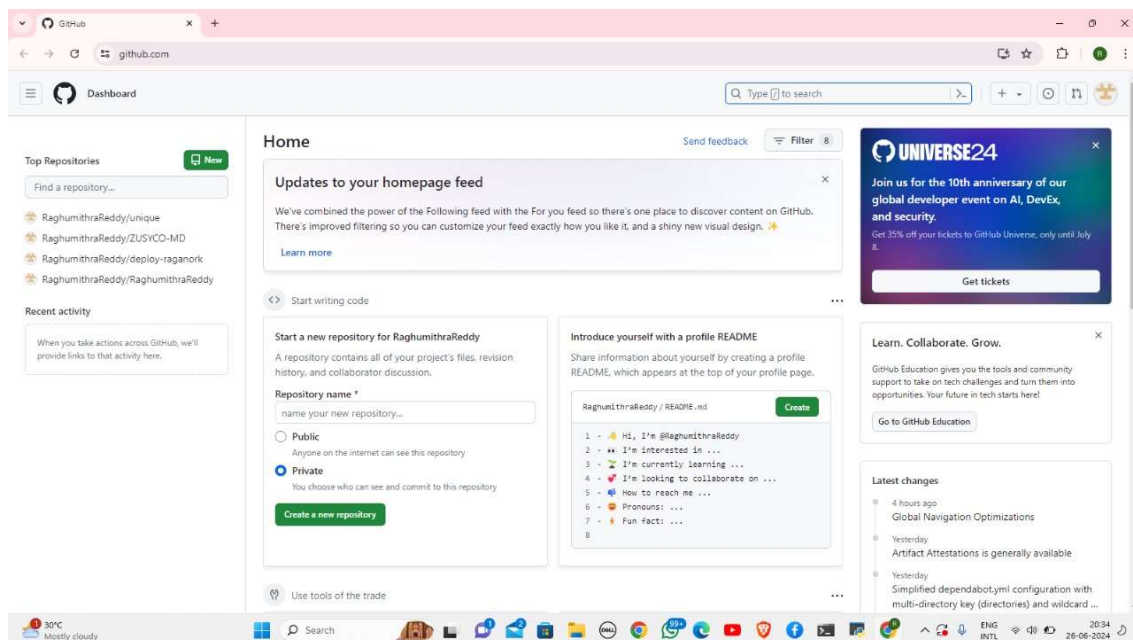 GitHub
github.com
Dashboard
Type / to search
Top Repositories
New
Find a repository...
RaghumithraReddy/unique
RaghumithraReddy/ZUSYCO-MD
RaghumithraReddy/deploy-raganork
RaghumithraReddy/RaghumithraReddy
Recent activity
When you take actions across GitHub, we'll
provide links to that activity here.
Home
Send feedback
Filter 8
Updates to your homepage feed
We've combined the power of the Following feed with the For you feed so there's one place to discover content on GitHub.
There's improved filtering so you can customize your feed exactly how you like it, and a shiny new visual design. ✨
Learn more
Start writing code
Start a new repository for RaghumithraReddy
A repository contains all of your project's files, revision
history, and collaborator discussion.
Repository name *
name your new repository...
Public
Anyone on the internet can see this repository
Private
You choose who can see and commit to this repository
Create a new repository
Introduce yourself with a profile README
Share information about yourself by creating a profile
README, which appears at the top of your profile page.
RaghumithraReddy / README.md
Create
1 - 👋 Hi, I'm @RaghumithraReddy
2 - 👀 I'm interested in ...
3 - 🌱 I'm currently learning ...
4 - 💞️ I'm looking to collaborate on ...
5 - 📫 How to reach me ...
6 - 😄 Pronouns: ...
7 - ⚡ Fun fact: ...
8
Use tools of the trade
UNIVERSE24
Join us for the 10th anniversary of our
global developer event on AI, DevEx,
and security.
Get 35% off your tickets to GitHub Universe, only until July
8.
Get tickets
Learn. Collaborate. Grow.
GitHub Education gives you the tools and community
support to take on tech challenges and turn them into
opportunities. Your future in tech starts here!
Go to GitHub Education
Latest changes
4 hours ago
Global Navigation Optimizations
Yesterday
Artifact Attestations is generally available
Yesterday
Simplified dependabot.yml configuration with
multi-directory key (directories) and wildcard ...
1
30°C
Mostly cloudy
Search
2
DELL
99+
ENG
INTL
20:34
26-06-2024